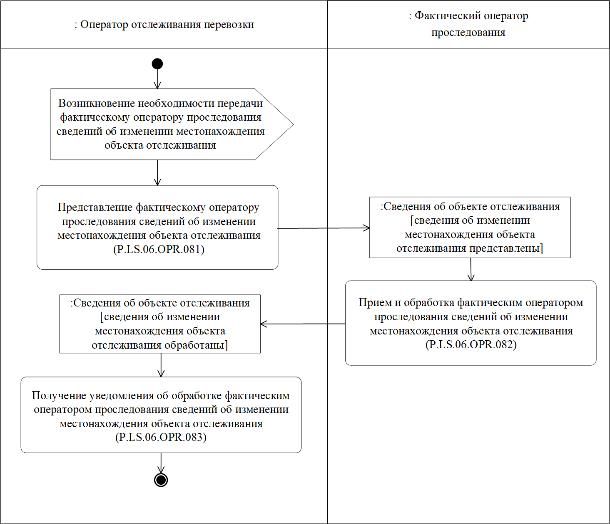 : Оператор отслеживания перевозки
: Фактический оператор
проследования
Возникновение необходимости передачи
фактическому оператору проследования
сведений об изменении местонахождения
объекта отслеживания
Представление фактическому оператору
проследования сведений об изменении
местонахождения объекта отслеживания
(P.LS.06.OPR.081)
:Сведения об объекте отслеживания
[сведения об изменении
местонахождения объекта
отслеживания представлены]
Прием и обработка фактическим оператором
проследования сведений об изменении
местонахождения объекта отслеживания
(P.LS.06.OPR.082)
:Сведения об объекте отслеживания
[сведения об изменении
местонахождения объекта
отслеживания обработаны]
Получение уведомления об обработке фактическим
оператором проследования сведений об изменении
местонахождения объекта отслеживания
(P.LS.06.OPR.083)